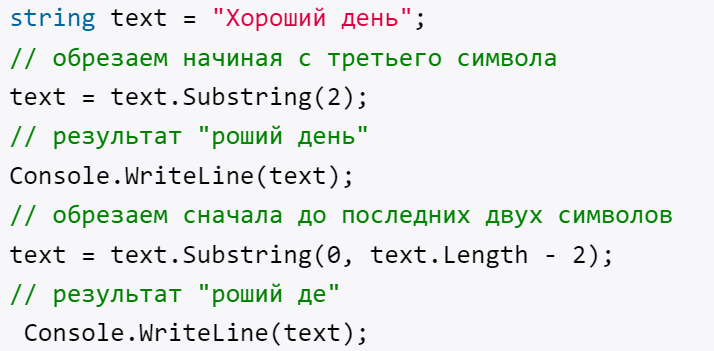 string text = "Хороший день";
// обрезаем начиная с третьего символа
text = text.Substring(2);
// результат "роший день"
Console.WriteLine(text);
// обрезаем сначала до последних двух символов
text = text.Substring(0, text.Length - 2);
// результат "роший де"
 Console.WriteLine(text);